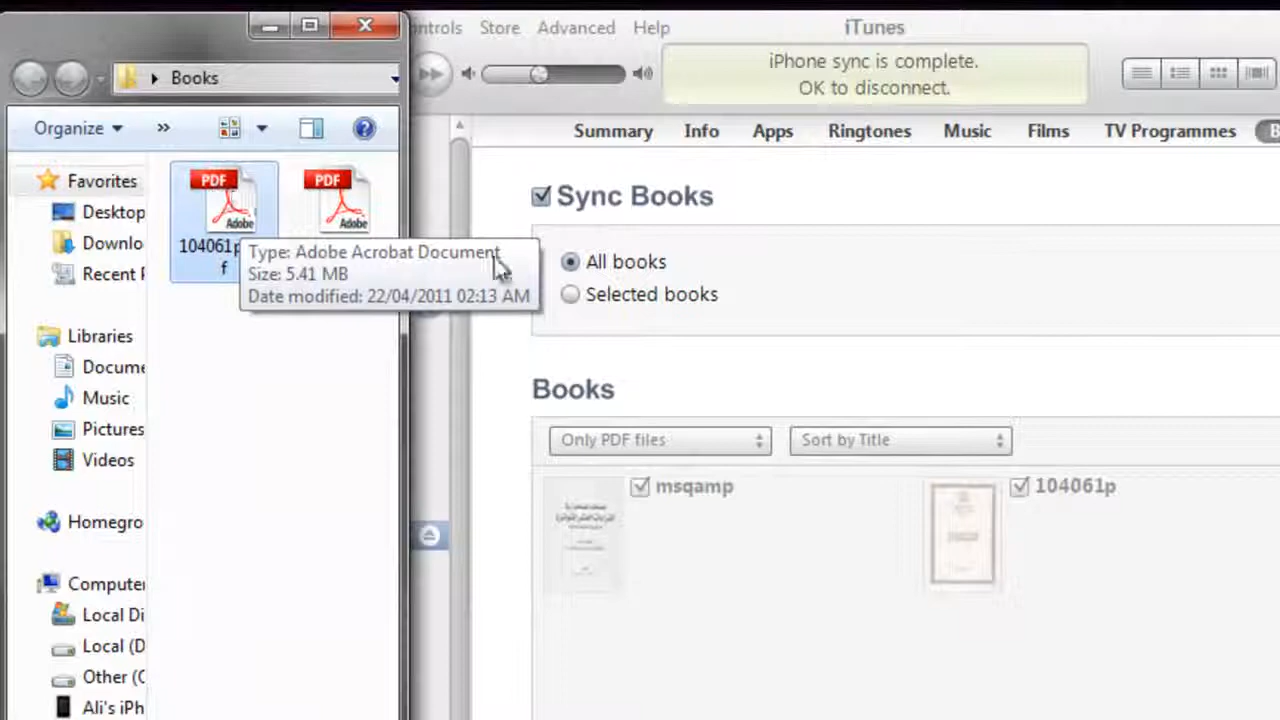 ntrols Store Advanced Help
iTunes
iPhone sync is complete.
OK to disconnect.
Books
Organize »
Summary Info Apps Ringtones Music Films TV Programmes B
Favorites
Desktop
Downlo
Recent P
Libraries
Docume
Music
Pictures
Videos
Homegro
Computer
Local Di
Local (D
Other (
Ali's iPh
PDF
Adobe
104061p
f
PDF
Adobe
Type: Adobe Acrobat Document
Size: 5.41 MB
Date modified: 22/04/2011 02:13 AM
Sync Books
All books
Selected books
Books
Only PDF files Sort by Title
msqamp 104061p